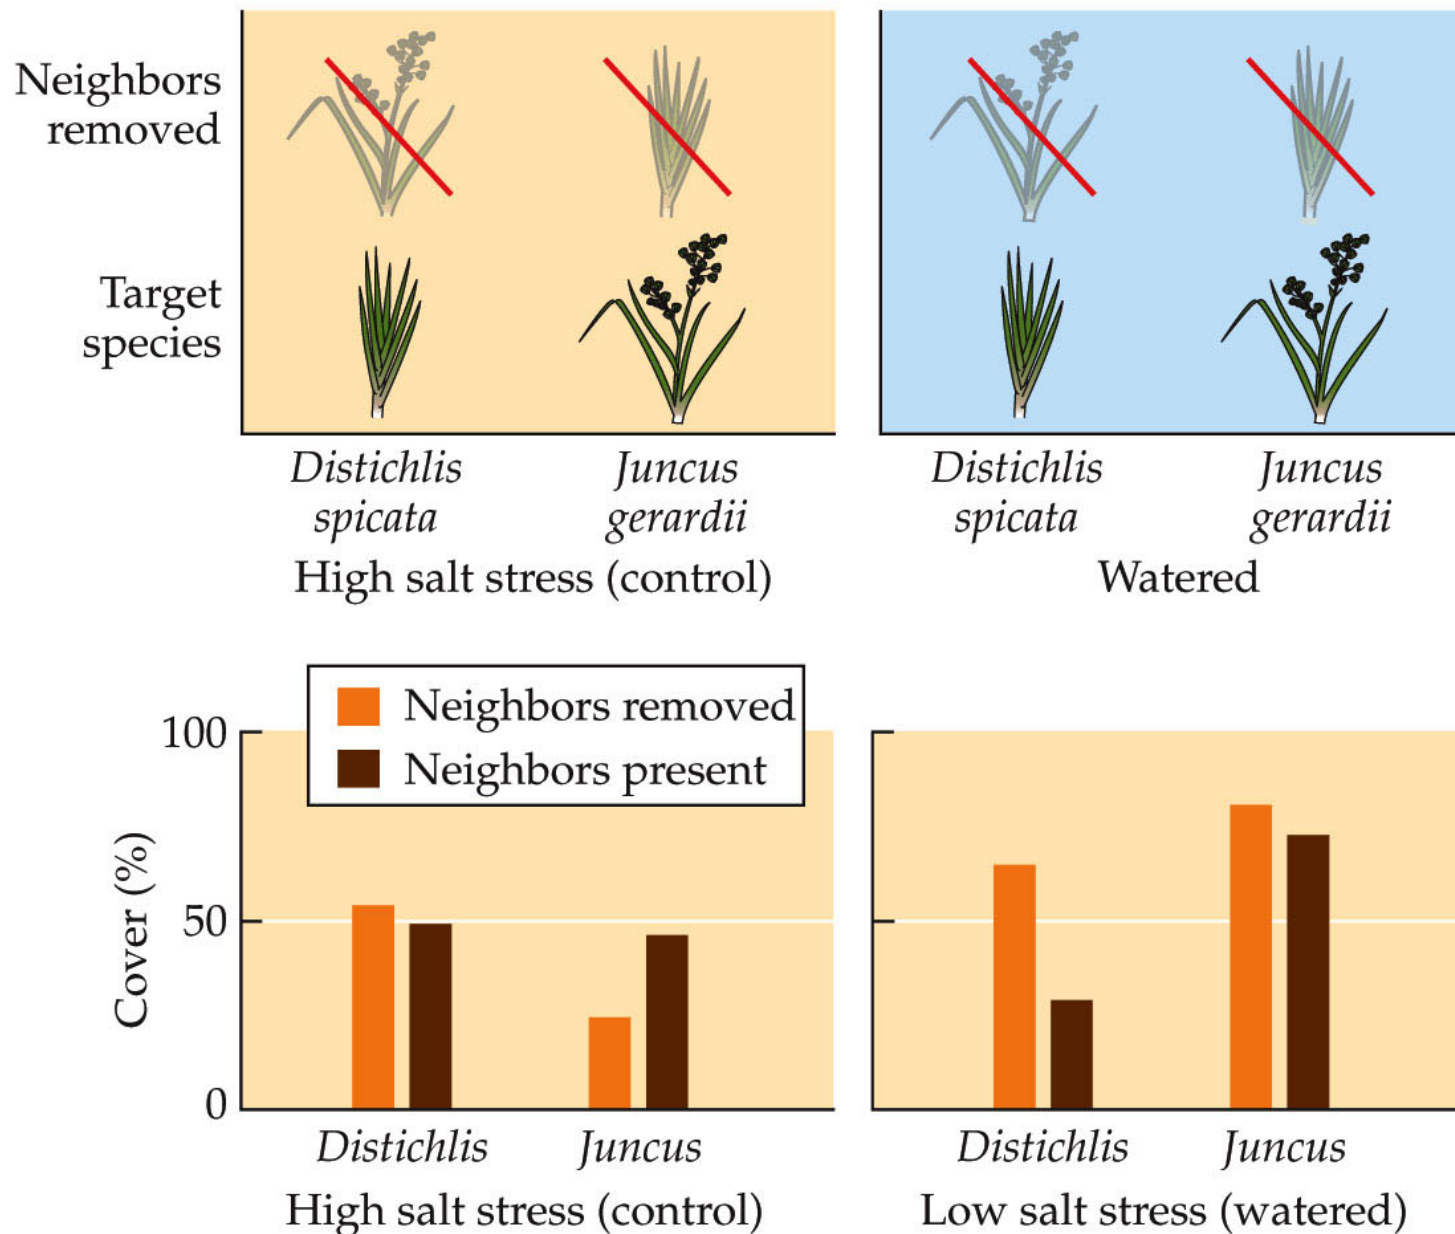 Neighbors
removed
Target
species
Distichlis
spicata
Juncus
gerardii
High salt stress (control)
Distichlis
spicata
Juncus
gerardii
Watered
Neighbors removed
Neighbors present
100
50
0
Cover (%)
Distichlis
Juncus
High salt stress (control)
Distichlis
Juncus
Low salt stress (watered)